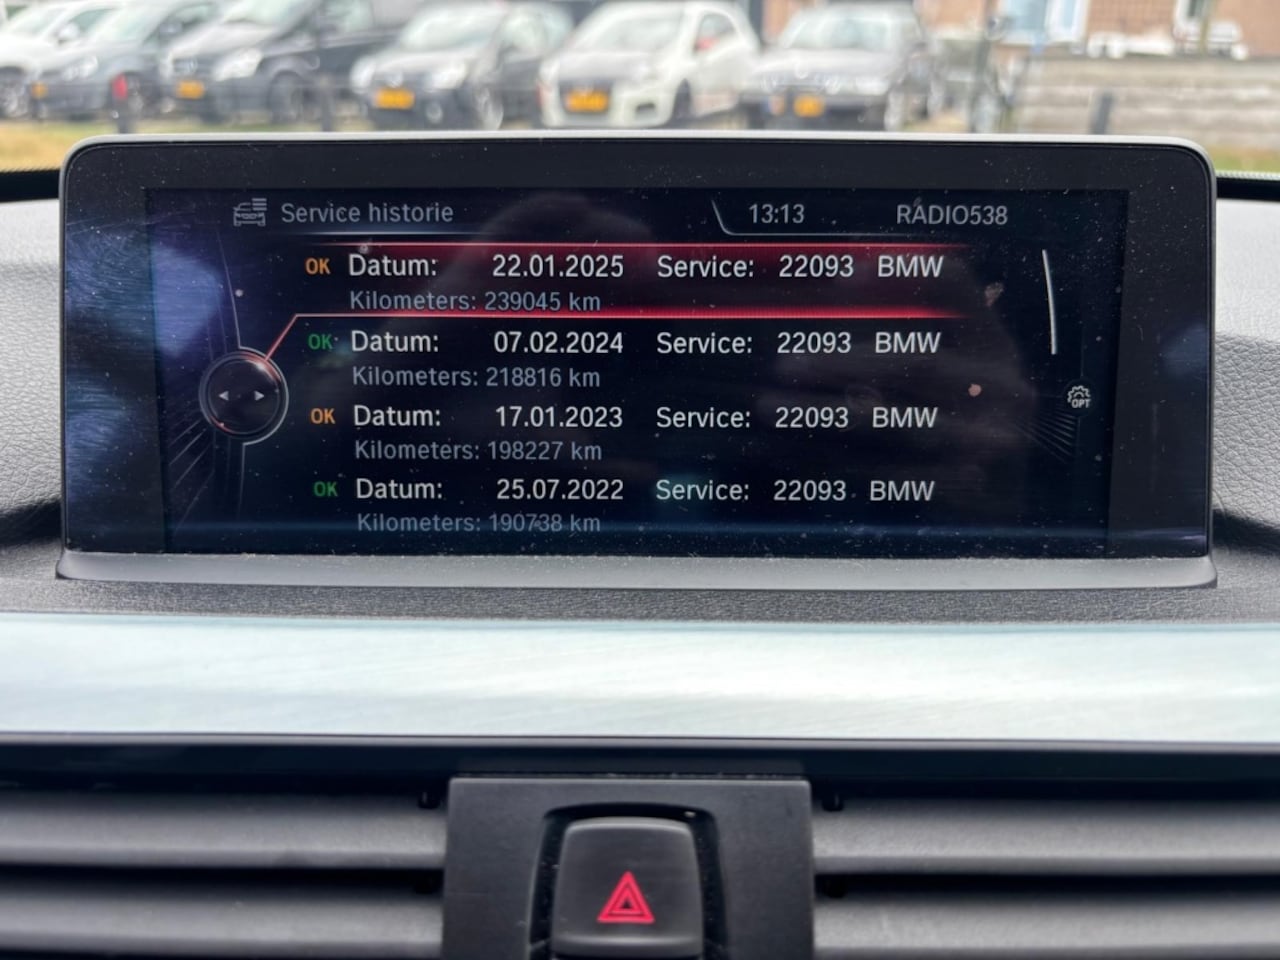 Service historie 13:13 RADIO538
OK Datum: 22.01.2025 Service: 22093 BMW
Kilometers: 239045 km
OK Datum: 07.02.2024 Service: 22093 BMW
Kilometers: 218816 km
OK Datum: 17.01.2023 Service: 22093 BMW
Kilometers: 198227 km
OK Datum: 25.07.2022 Service: 22093 BMW
Kilometers: 190738 km
OPT